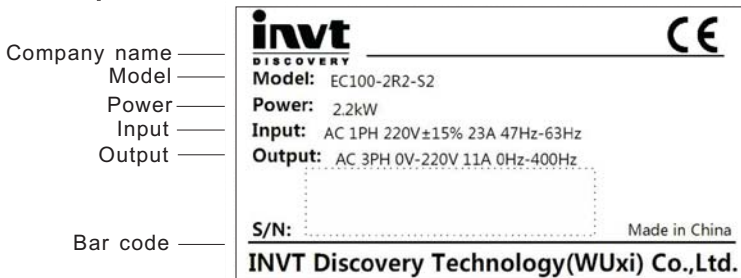 invt
DISCOVERY
CE
Company name
Model
Model: EC100-2R2-S2
Power
Power: 2.2kW
Input
Input: AC 1PH 220V±15% 23A 47Hz-63Hz
Output
Output: AC 3PH 0V-220V 11A 0Hz-400Hz
Bar code
S/N:
Made in China
INVT Discovery Technology(WUxi) Co.,Ltd.